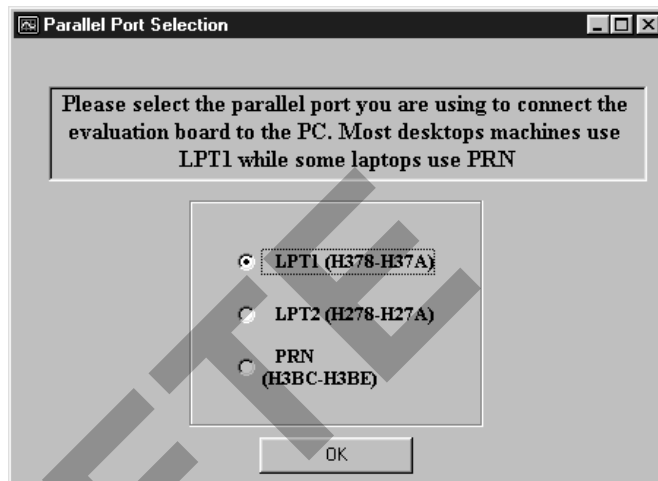 Parallel Port Selection
Please select the parallel port you are using to connect the
evaluation board to the PC. Most desktops machines use
LPT1 while some laptops use PRN
LPT1 (H378-H37A)
LPT2 (H278-H27A)
PRN
(H3BC-H3BE)
OK
ETE